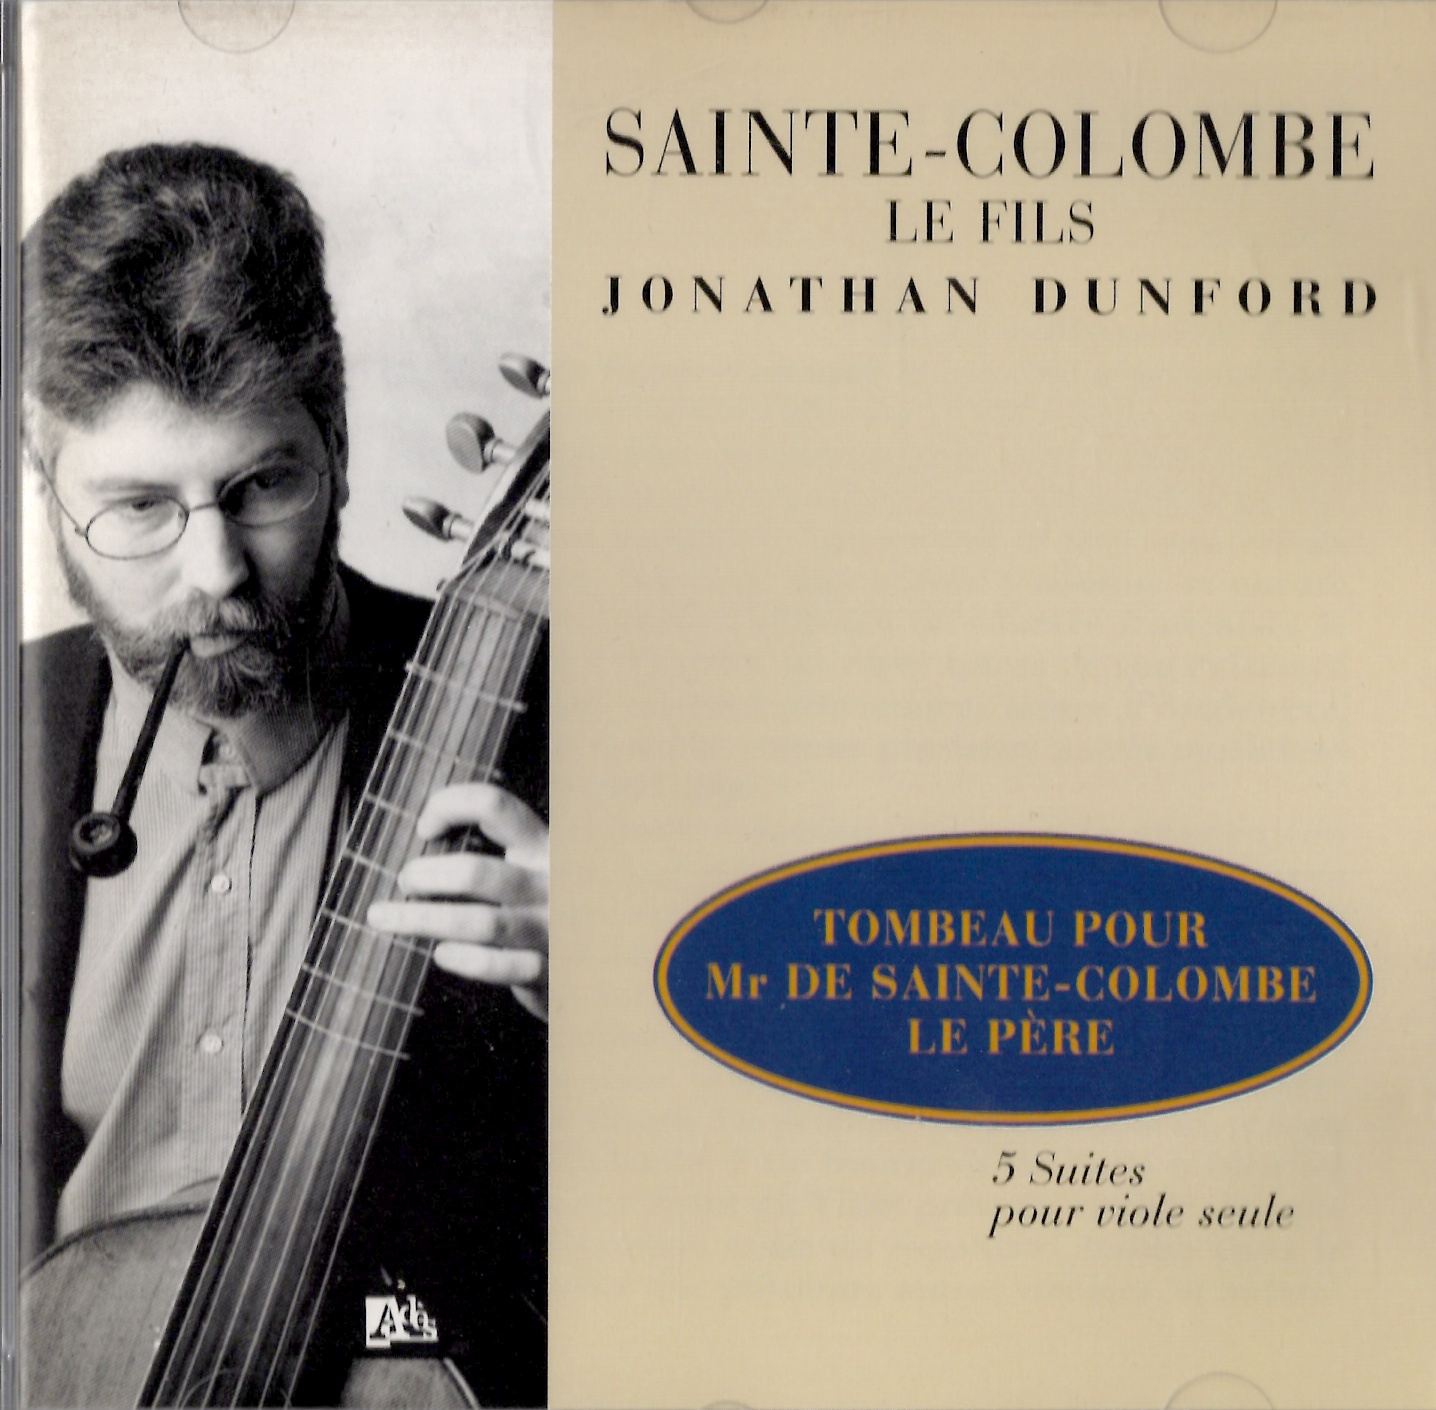 SAINTE-COLOMBE
LE FILS
JONATHAN DUNFORD
TOMBEAU POUR
Mr DE SAINTE-COLOMBE
LE PÈRE
5 Suites
pour viole seule
Adès